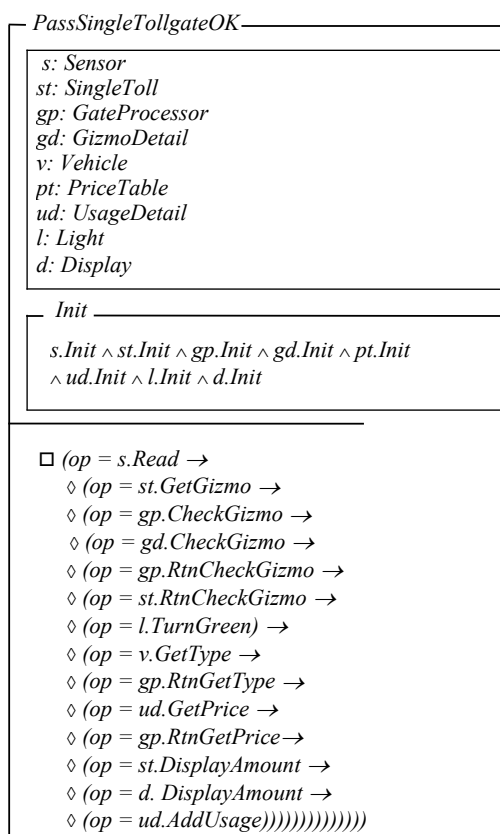 PassSingleTollgateOK
s: Sensor
st: SingleToll
gp: GateProcessor
gd: GizmoDetail
v: Vehicle
pt: PriceTable
ud: UsageDetail
l: Light
d: Display
Init
s.Init ∧ st.Init ∧ gp.Init ∧ gd.Init ∧ pt.Init
∧ ud.Init ∧ l.Init ∧ d.Init
□ (op = s.Read →
◊ (op = st.GetGizmo →
◊ (op = gp.CheckGizmo →
◊ (op = gd.CheckGizmo →
◊ (op = gp.RtnCheckGizmo →
◊ (op = st.RtnCheckGizmo →
◊ (op = l.TurnGreen) →
◊ (op = v.GetType →
◊ (op = gp.RtnGetType →
◊ (op = ud.GetPrice →
◊ (op = gp.RtnGetPrice→
◊ (op = st.DisplayAmount →
◊ (op = d. DisplayAmount →
◊ (op = ud.AddUsage))))))))))))))